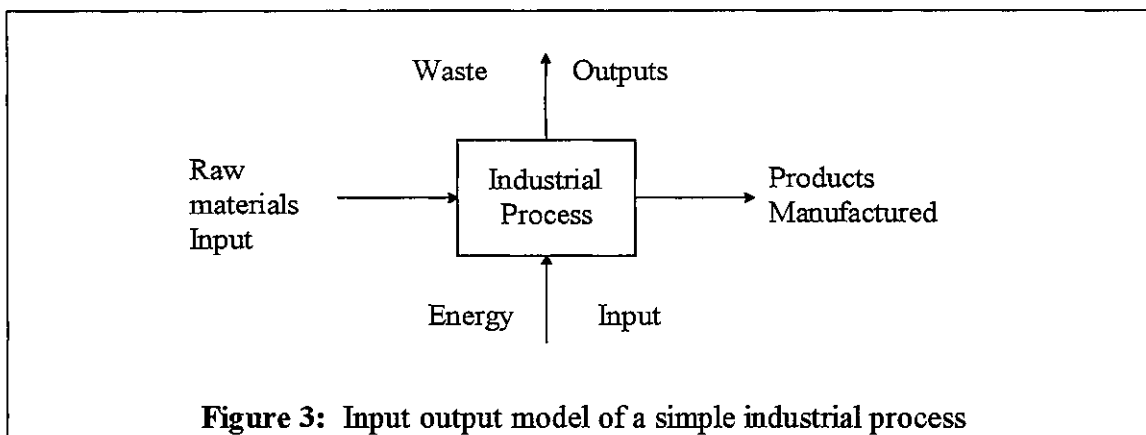 Waste Outputs
Raw
materials
Input
Industrial
Process
Products
Manufactured
Energy Input
Figure 3: Input output model of a simple industrial process